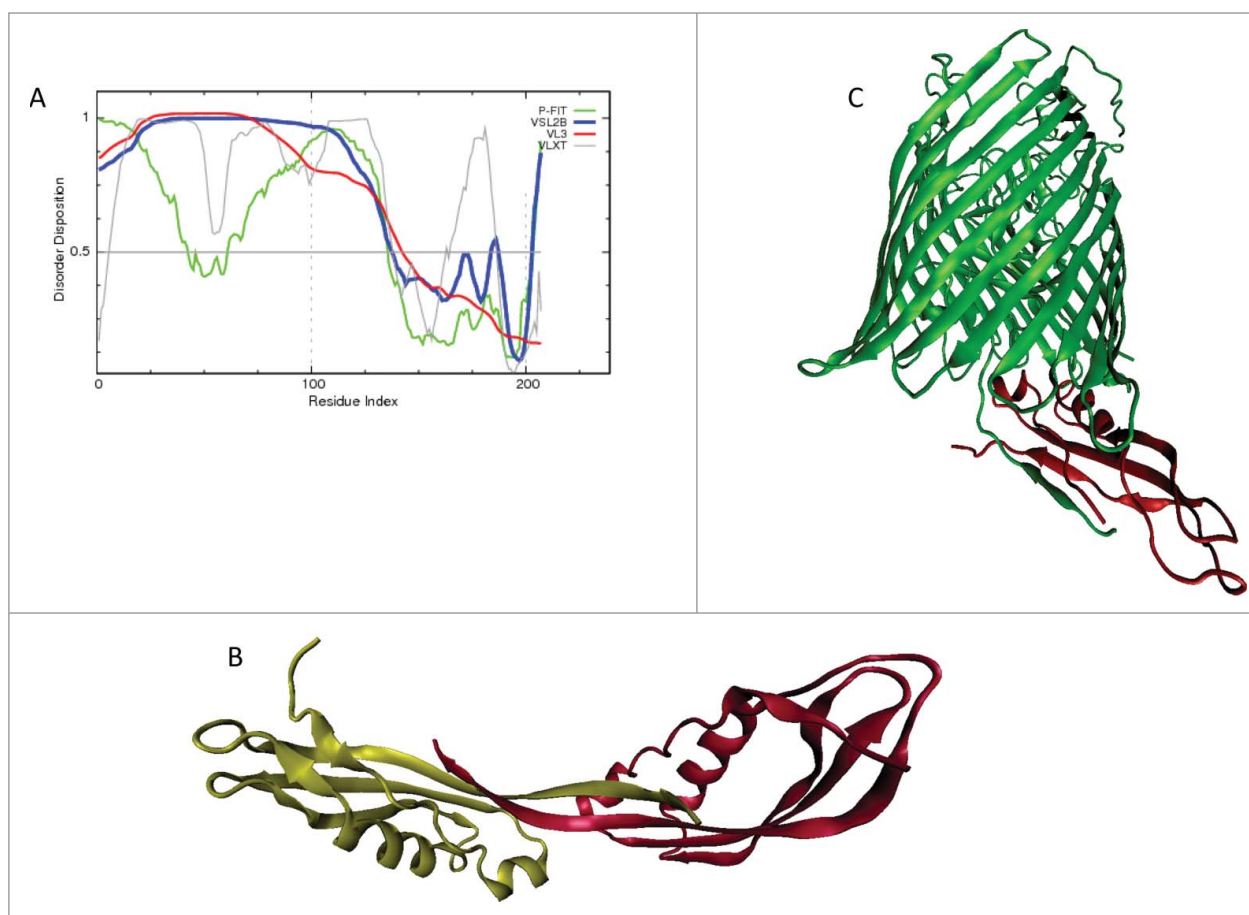 A
P-FIT
VSL2B
VL3
VLXT
1
0.5
Disorder Disposition
0
100
200
Residue Index
C
B